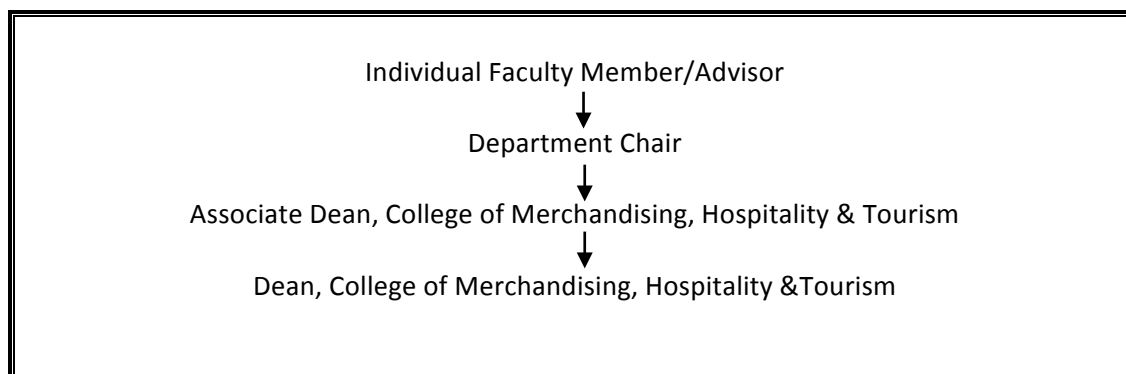 Individual Faculty Member/Advisor
Department Chair
Associate Dean, College of Merchandising, Hospitality & Tourism
Dean, College of Merchandising, Hospitality &Tourism